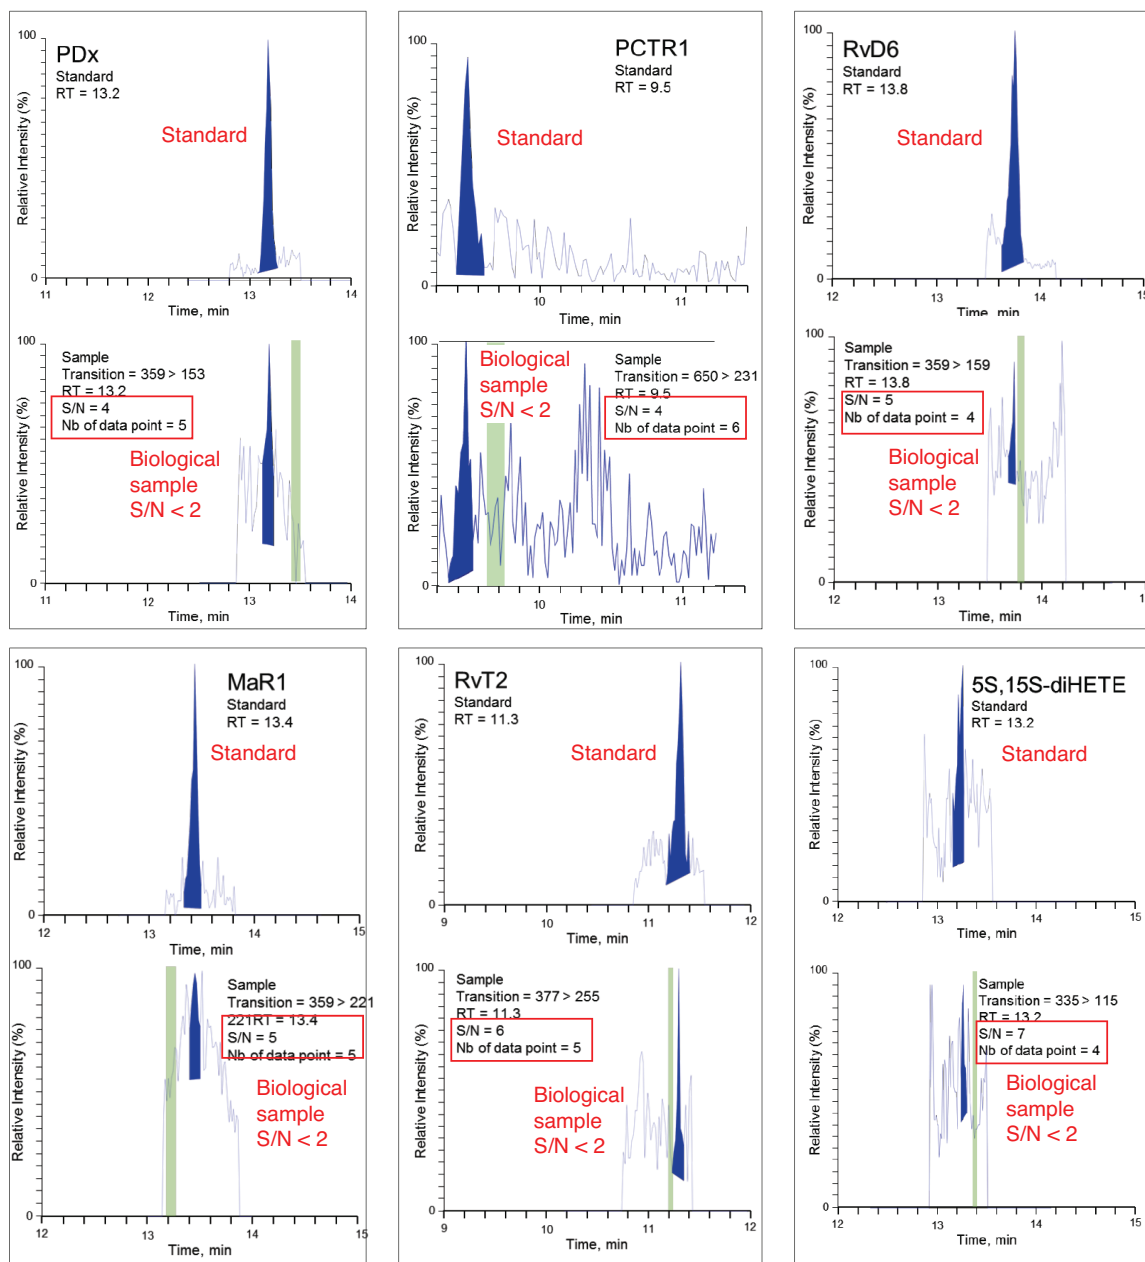 100
PDx
Standard
RT = 13.2
Standard
Relative Intensity (%)
0
11
12
13
14
Time, min
100
Sample
Transition = 359 > 153
RT = 13.2
S/N = 4
Nb of data point = 5
Biological
sample
S/N < 2
Relative Intensity (%)
0
11
12
13
14
Time, min
100
PCTR1
Standard
RT = 9.5
Standard
Relative Intensity (%)
0
10
11
Time, min
100
Biological
sample
S/N < 2
Sample
Transition = 650 > 231
RT = 9.5
S/N = 4
Nb of data point = 6
Relative Intensity (%)
0
10
11
Time, min
100
RvD6
Standard
RT = 13.8
Standard
Relative Intensity (%)
0
12
13
14
15
Time, min
100
Sample
Transition = 359 > 159
RT = 13.8
S/N = 5
Nb of data point = 4
Biological
sample
S/N < 2
Relative Intensity (%)
0
12
13
14
Time, min
100
MaR1
Standard
RT = 13.4
Standard
Relative Intensity (%)
0
12
13
14
15
Time, min
100
Sample
Transition = 359 > 221
221RT = 13.4
S/N = 5
Nb of data point = 5
Biological
sample
S/N < 2
Relative Intensity (%)
0
12
13
14
15
Time, min
100
RvT2
Standard
RT = 11.3
Standard
Relative Intensity (%)
0
9
10
11
12
Time, min
100
Sample
Transition = 377 > 255
RT = 11.3
S/N = 6
Nb of data point = 5
Biological
sample
S/N < 2
Relative Intensity (%)
0
9
10
11
12
Time, min
100
5S,15S-diHETE
Standard
RT = 13.2
Standard
Relative Intensity (%)
0
12
13
14
15
Time, min
100
Sample
Transition = 335 > 115
RT = 13.2
S/N = 7
Nb of data point = 4
Biological
sample
S/N < 2
Relative Intensity (%)
0
12
13
14
15
Time, min